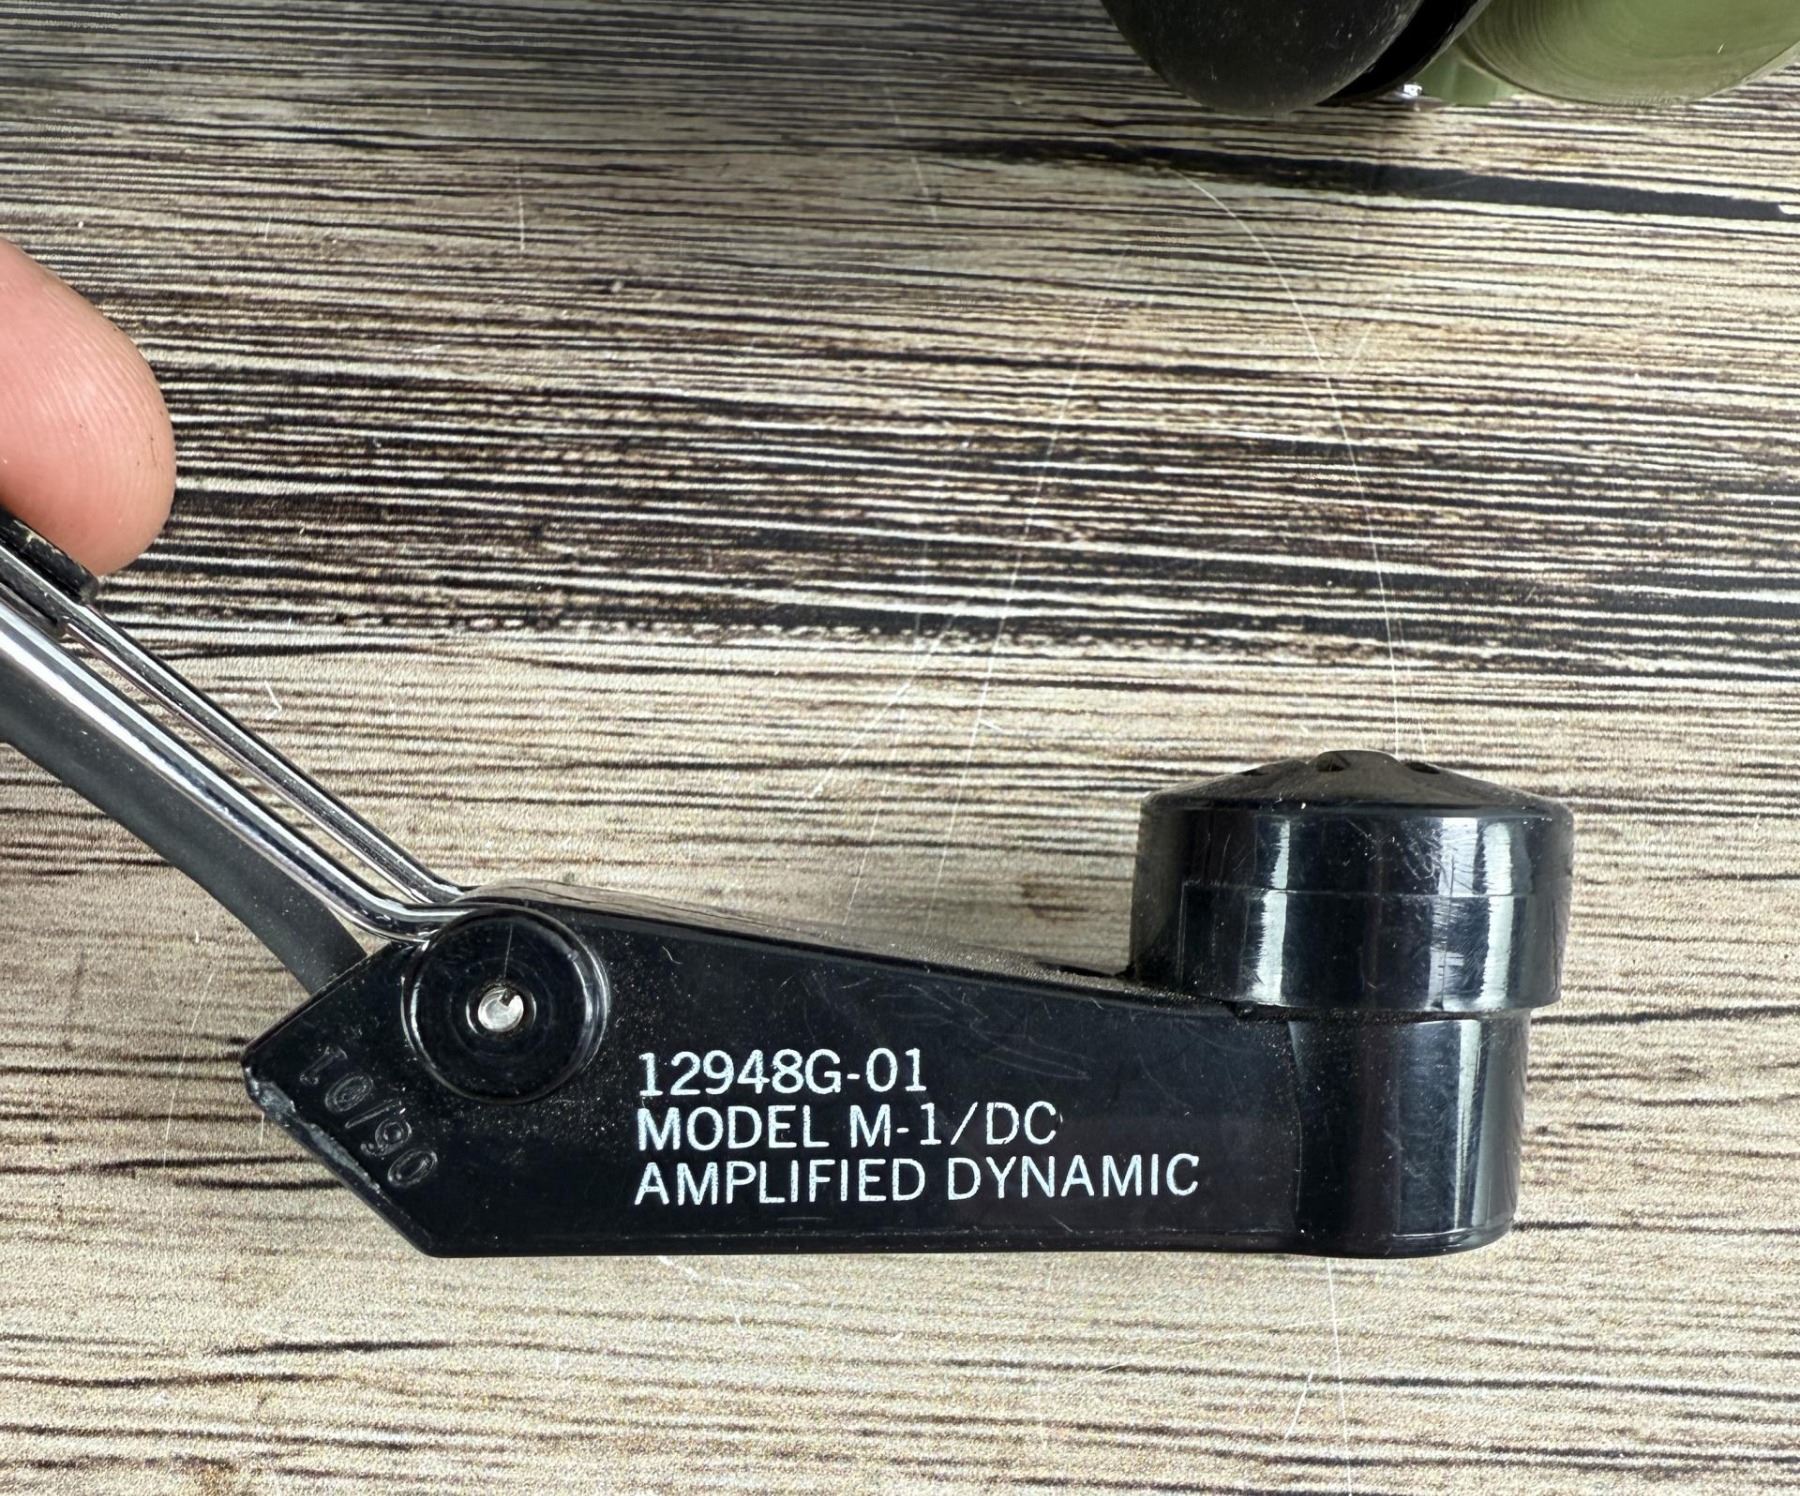 12948G-01
MODEL M-1/DC
AMPLIFIED DYNAMIC
10/90